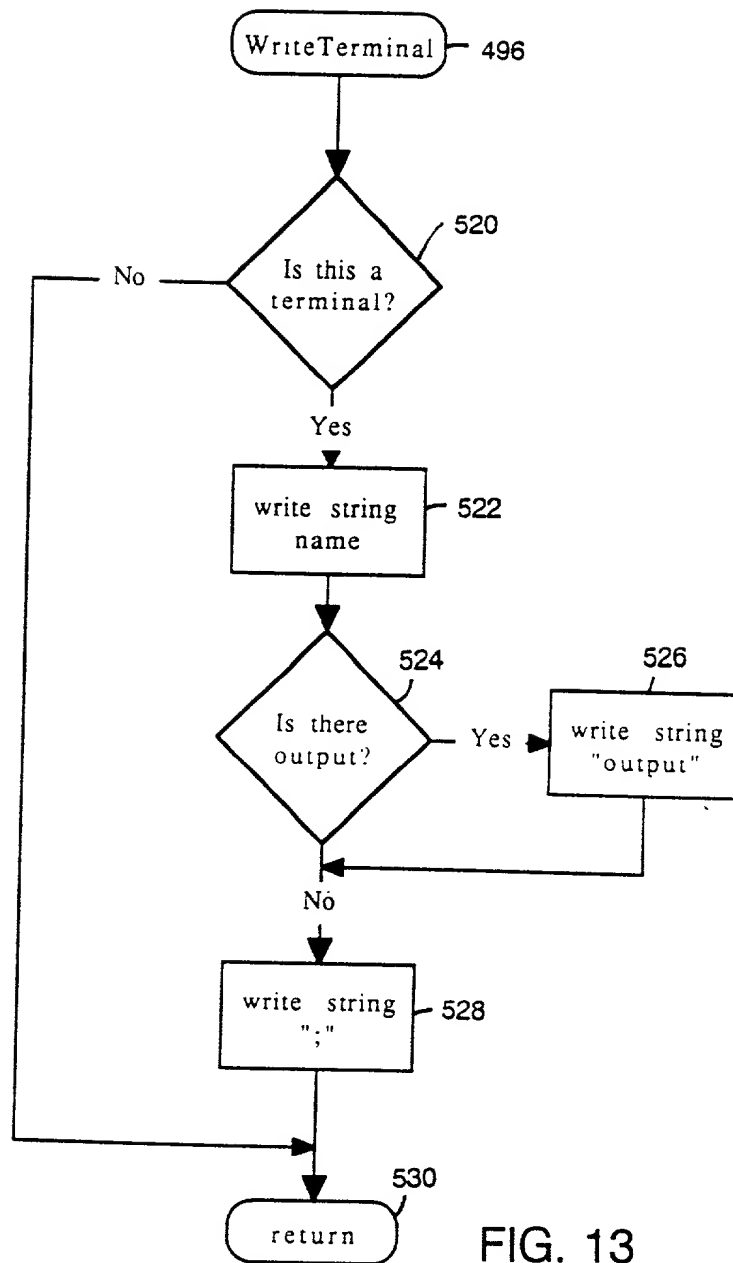 WriteTerminal
496
520
Is this a
terminal?
No
Yes
write string
name
522
524
Is there
output?
Yes
526
write string
"output"
No
write string
";"
528
530
return
FIG. 13